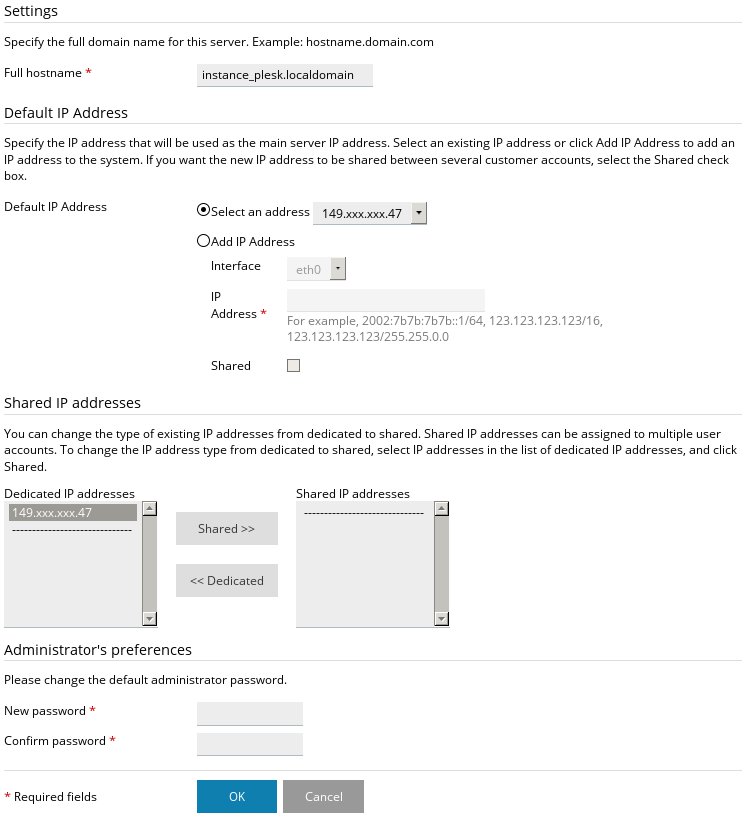 Settings
Specify the full domain name for this server. Example: hostname.domain.com
Full hostname *
instance_plesk.localdomain
Default IP Address
Specify the IP address that will be used as the main server IP address. Select an existing IP address or click Add IP Address to add an
IP address to the system. If you want the new IP address to be shared between several customer accounts, select the Shared check
box.
Default IP Address
Select an address 149.xxx.xxx.47
Add IP Address
Interface eth0
IP
Address *
For example, 2002:7b7b:7b7b::1/64, 123.123.123.123/16,
123.123.123.123/255.255.0.0
Shared
Shared IP addresses
You can change the type of existing IP addresses from dedicated to shared. Shared IP addresses can be assigned to multiple user
accounts. To change the IP address type from dedicated to shared, select IP addresses in the list of dedicated IP addresses, and click
Shared.
Dedicated IP addresses
149.xxx.xxx.47
------------------------------
Shared >>
<< Dedicated
Shared IP addresses
------------------------------
Administrator's preferences
Please change the default administrator password.
New password *
Confirm password *
* Required fields
OK
Cancel